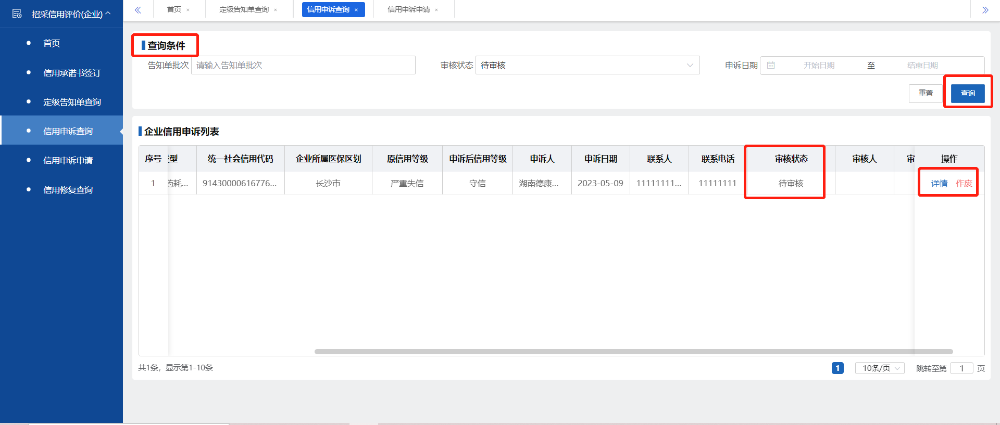 招采信用评价(企业)
首页
信用承诺书签订
定级告知单查询
信用申诉查询
信用申诉申请
信用修复查询
首页 × 定级告知单查询 × 信用申诉查询 × 信用申诉申请 ×
查询条件
告知单批次 请输入告知单批次 审核状态 待审核 申诉日期 开始日期 至 结束日期
重置 查询
企业信用申诉列表
序号 型 统一社会信用代码 企业所属医保区划 原信用等级 申诉后信用等级 申诉人 申诉日期 联系人 联系电话 审核状态 审核人 审 操作
1 药耗... 91430000616776... 长沙市 严重失信 守信 湖南德康... 2023-05-09 11111111... 11111111 待审核 详情 作废
共1条, 显示第1-10条 1 10条/页 跳转至第 1 页